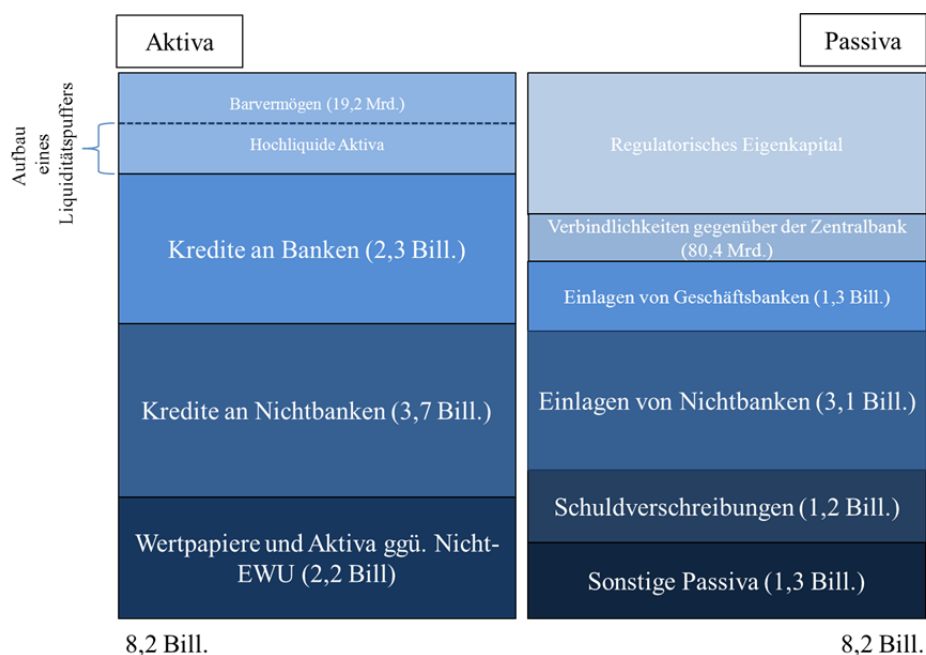 Aktiva
Passiva
Aufbau
eines
Liquiditätspuffers
Barvermögen (19,2 Mrd.)
Hochliquide Aktiva
Kredite an Banken (2,3 Bill.)
Kredite an Nichtbanken (3,7 Bill.)
Wertpapiere und Aktiva ggü. Nicht-
EWU (2,2 Bill)
8,2 Bill.
Regulatorisches Eigenkapital
Verbindlichkeiten gegenüber der Zentralbank
(80,4 Mrd.)
Einlagen von Geschäftsbanken (1,3 Bill.)
Einlagen von Nichtbanken (3,1 Bill.)
Schuldverschreibungen (1,2 Bill.)
Sonstige Passiva (1,3 Bill.)
8,2 Bill.